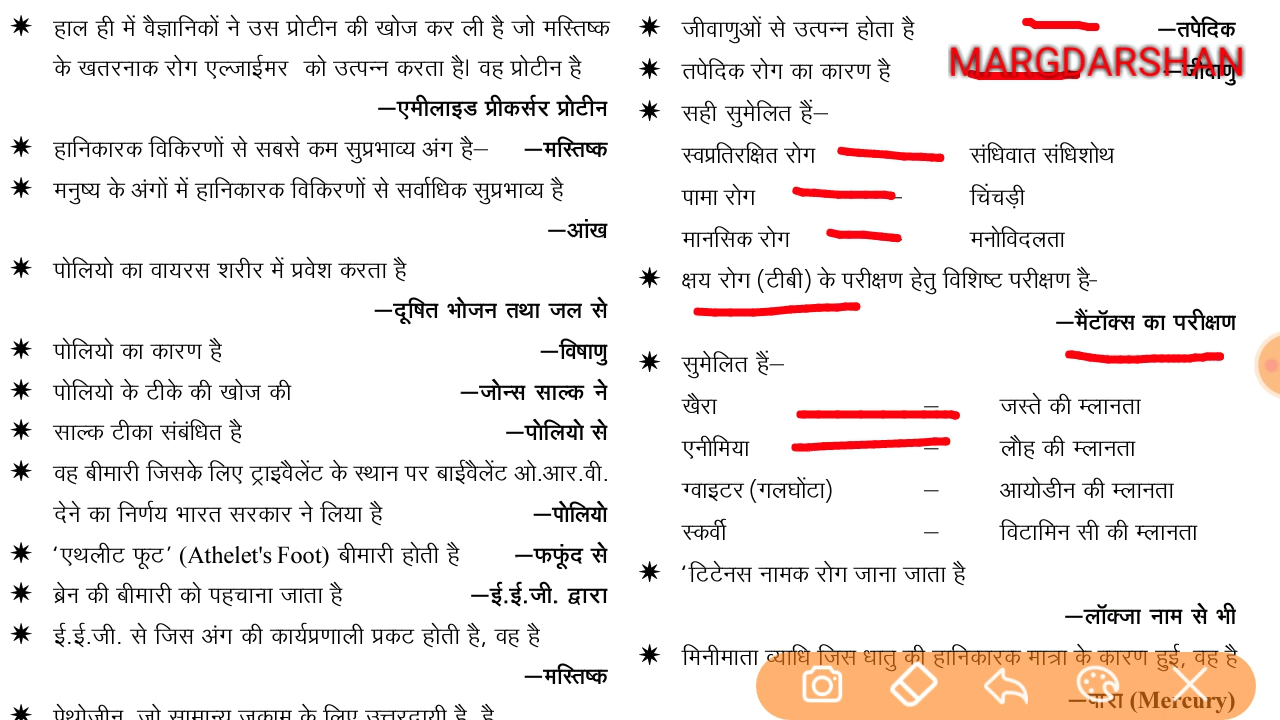 ✷ हाल ही में वैज्ञानिकों ने उस प्रोटीन की खोज कर ली है जो मस्तिष्क
के खतरनाक रोग एल्जाईमर को उत्पन्न करता है। वह प्रोटीन है
—एमीलाइड प्रीकर्सर प्रोटीन
✷ हानिकारक विकिरणों से सबसे कम सुप्रभाव्य अंग है– —मस्तिष्क
✷ मनुष्य के अंगों में हानिकारक विकिरणों से सर्वाधिक सुप्रभाव्य है
—आंख
✷ पोलियो का वायरस शरीर में प्रवेश करता है
—दूषित भोजन तथा जल से
✷ पोलियो का कारण है —विषाणु
✷ पोलियो के टीके की खोज की —जोन्स साल्क ने
✷ साल्क टीका संबंधित है —पोलियो से
✷ वह बीमारी जिसके लिए ट्राइवैलेंट के स्थान पर बाईवैलेंट ओ.आर.वी.
देने का निर्णय भारत सरकार ने लिया है —पोलियो
✷ ‘एथलीट फूट’ (Athelet's Foot) बीमारी होती है —फफूंद से
✷ ब्रेन की बीमारी को पहचाना जाता है —ई.ई.जी. द्वारा
✷ ई.ई.जी. से जिस अंग की कार्यप्रणाली प्रकट होती है, वह है
—मस्तिष्क
✷ पेथोजीन, जो सामान्य जुकाम के लिए उत्तरदायी है, है
✷ जीवाणुओं से उत्पन्न होता है —तपेदिक
MARGDARSHAN
✷ तपेदिक रोग का कारण है —जीवाणु
✷ सही सुमेलित हैं–
स्वप्रतिरक्षित रोग संधिवात संधिशोथ
पामा रोग – चिंचड़ी
मानसिक रोग – मनोविदलता
✷ क्षय रोग (टीबी) के परीक्षण हेतु विशिष्ट परीक्षण है-
—मैंटॉक्स का परीक्षण
✷ सुमेलित हैं–
खैरा – जस्ते की म्लानता
एनीमिया – लौह की म्लानता
ग्वाइटर (गलघोंटा) – आयोडीन की म्लानता
स्कर्वी – विटामिन सी की म्लानता
✷ ‘टिटेनस नामक रोग जाना जाता है
—लॉक्जा नाम से भी
✷ मिनीमाता व्याधि जिस धातु की हानिकारक मात्रा के कारण हुई, वह है
—पारा (Mercury)